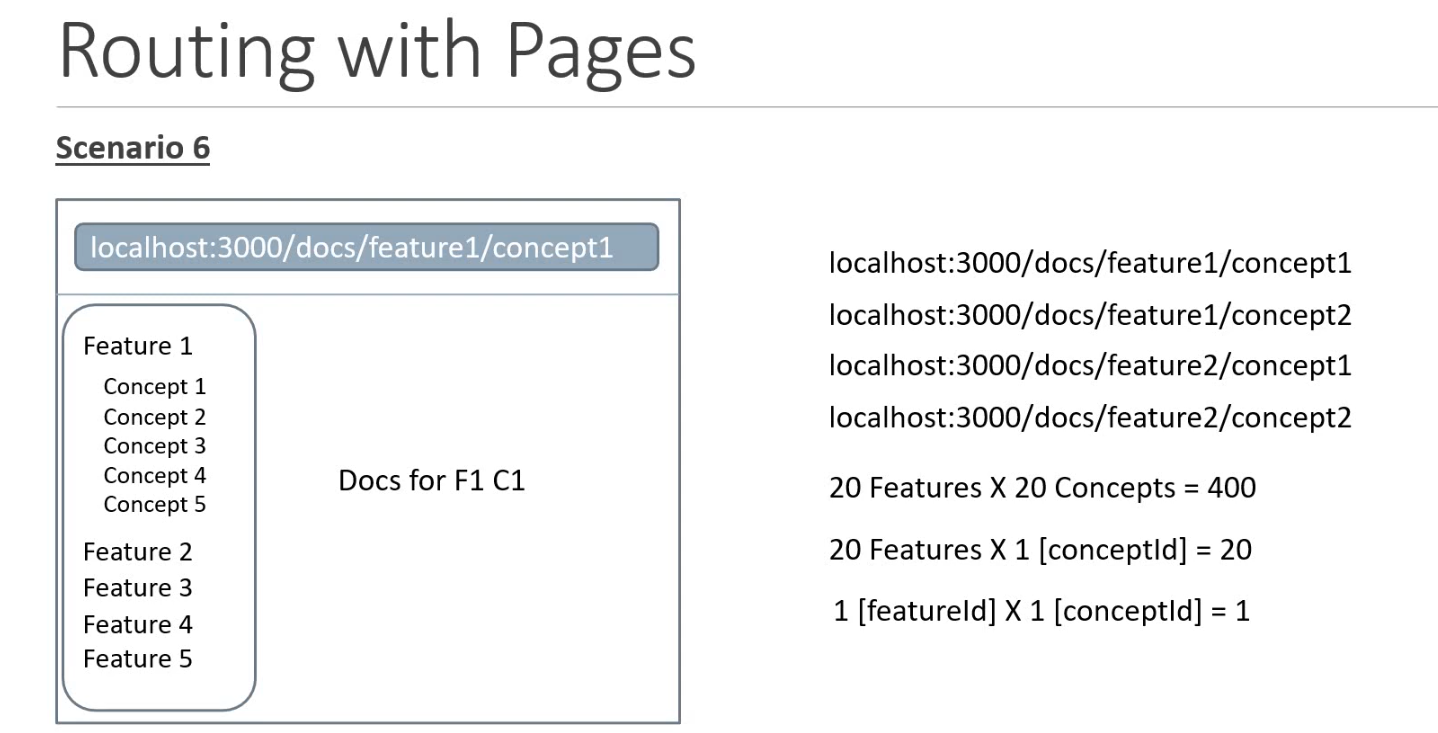 Routing with Pages
Scenario 6
localhost:3000/docs/feature1/concept1
Feature 1
Concept 1
Concept 2
Concept 3
Concept 4
Concept 5
Feature 2
Feature 3
Feature 4
Feature 5
Docs for F1 C1
localhost:3000/docs/feature1/concept1
localhost:3000/docs/feature1/concept2
localhost:3000/docs/feature2/concept1
localhost:3000/docs/feature2/concept2
20 Features X 20 Concepts = 400
20 Features X 1 [conceptId] = 20
1 [featureId] X 1 [conceptId] = 1